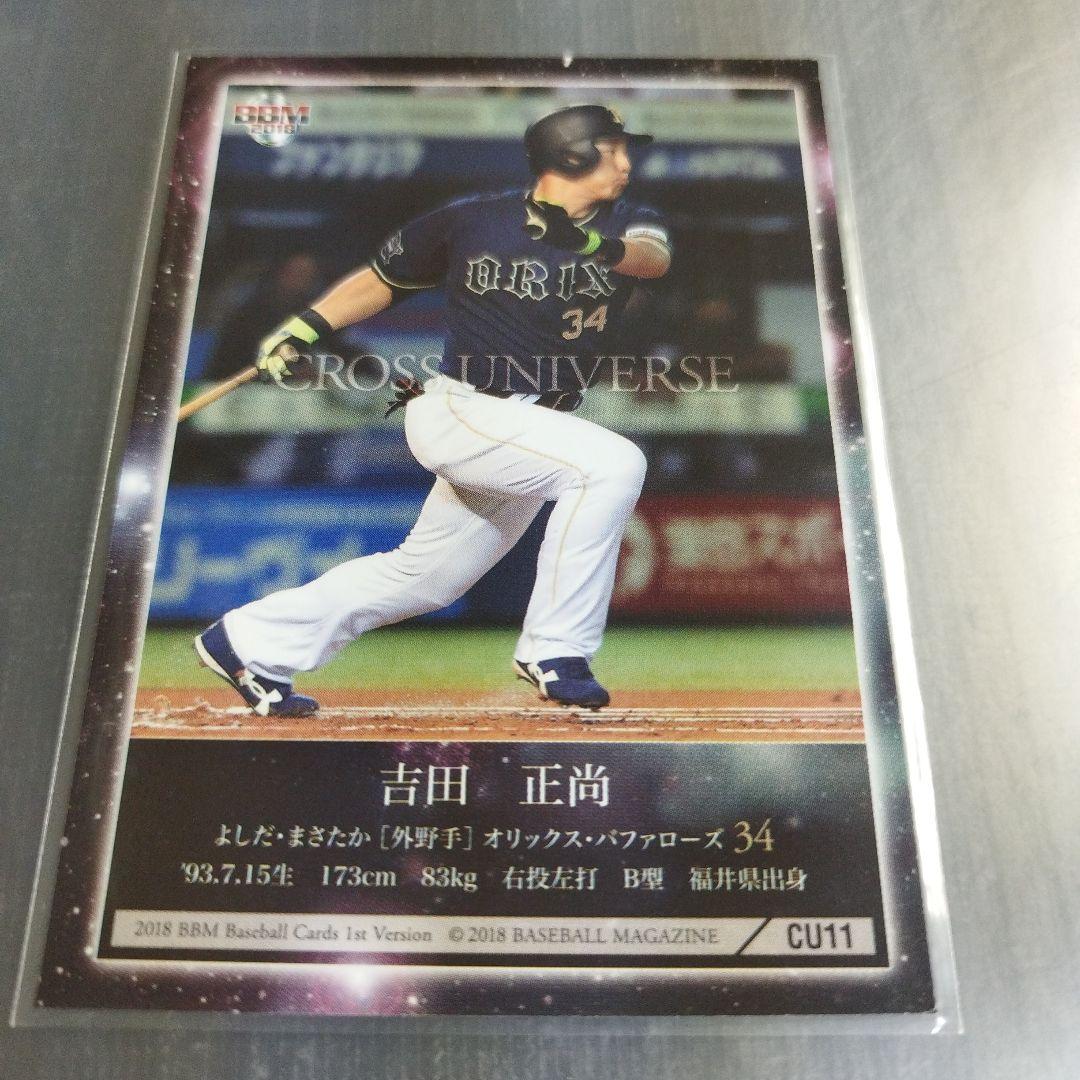 BBM
2018
ORIX
34
CROSS UNIVERSE
吉田 正尚
よしだ・まさたか [外野手] オリックス・バファローズ 34
'93.7.15生 173cm 83kg 右投左打 B型 福井県出身
2018 BBM Baseball Cards 1st Version © 2018 BASEBALL MAGAZINE CU11